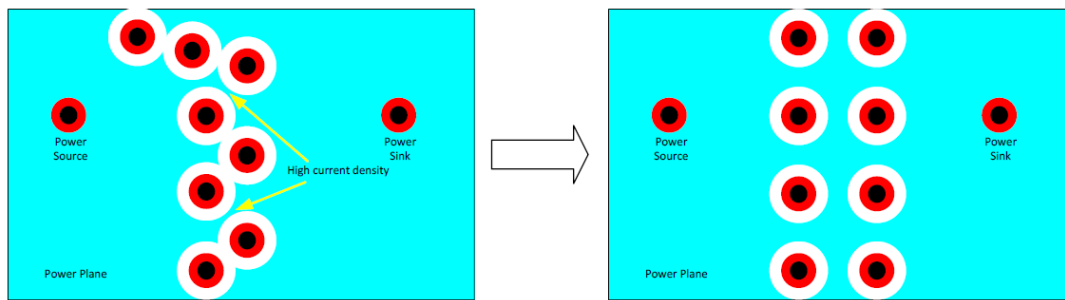 Power
Source
Power
Sink
High current density
Power Plane
Power
Source
Power
Sink
Power Plane